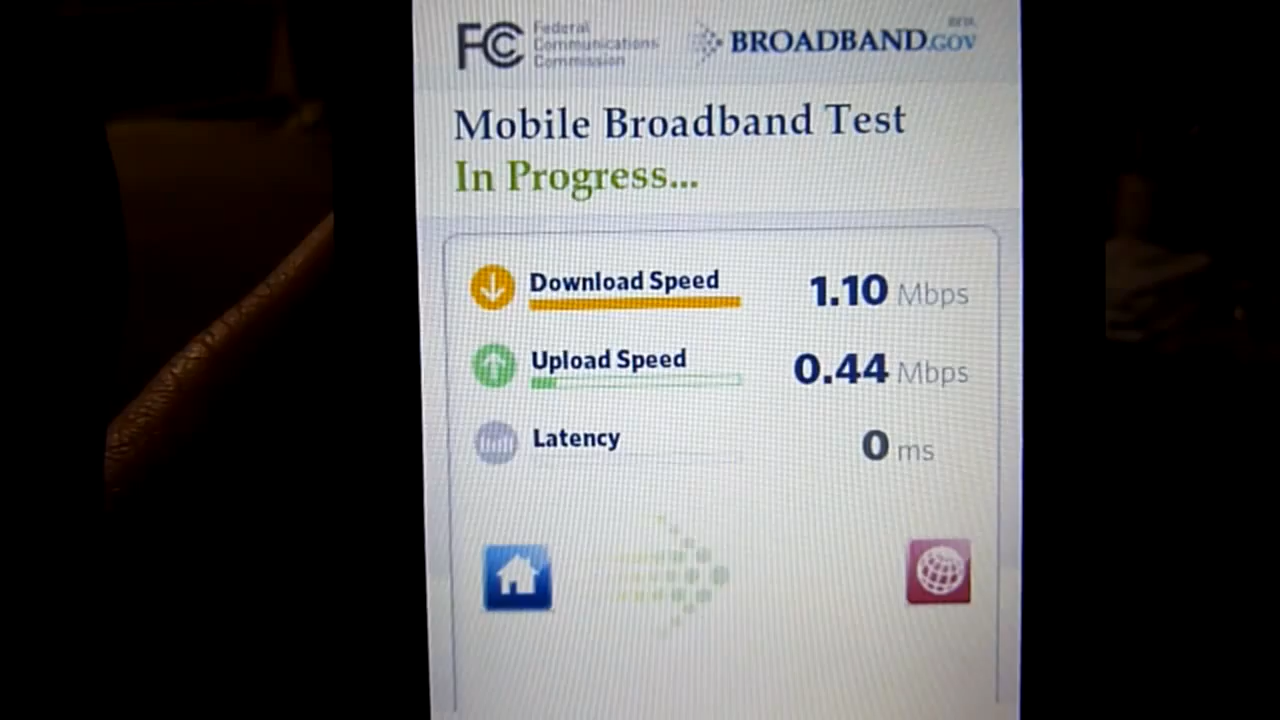 FCC
Federal
Communications
Commission
BETA
BROADBAND.GOV
Mobile Broadband Test
In Progress...
Download Speed
1.10 Mbps
Upload Speed
0.44 Mbps
Latency
0 ms